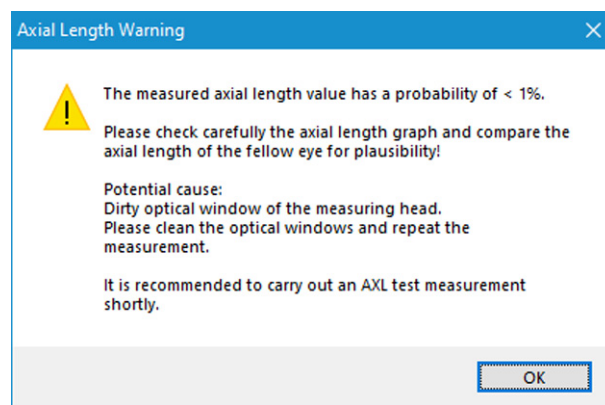 Axial Length Warning
The measured axial length value has a probability of < 1%.
Please check carefully the axial length graph and compare the
axial length of the fellow eye for plausibility!
Potential cause:
Dirty optical window of the measuring head.
Please clean the optical windows and repeat the
measurement.
It is recommended to carry out an AXL test measurement
shortly.
OK